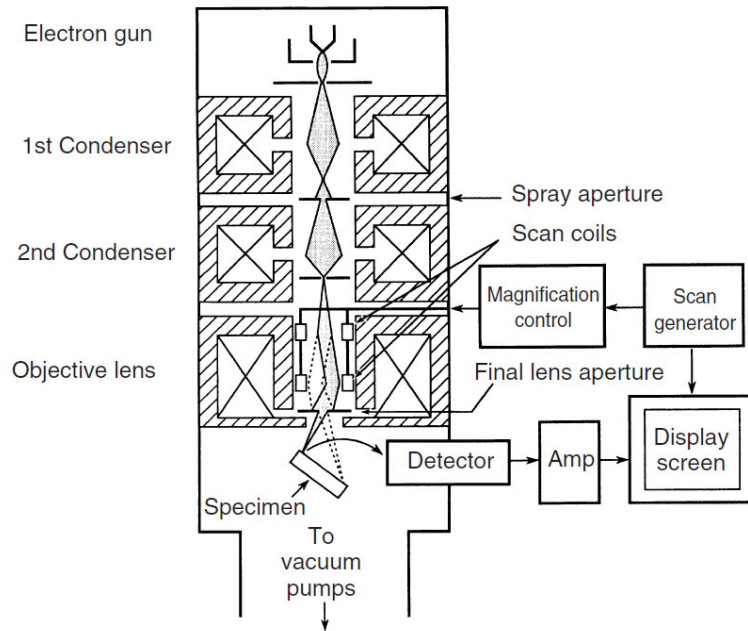 Electron gun
1st Condenser
Spray aperture
Scan coils
2nd Condenser
Magnification
control
Scan
generator
Objective lens
Final lens aperture
Detector
Amp
Display
screen
Specimen
To
vacuum
pumps